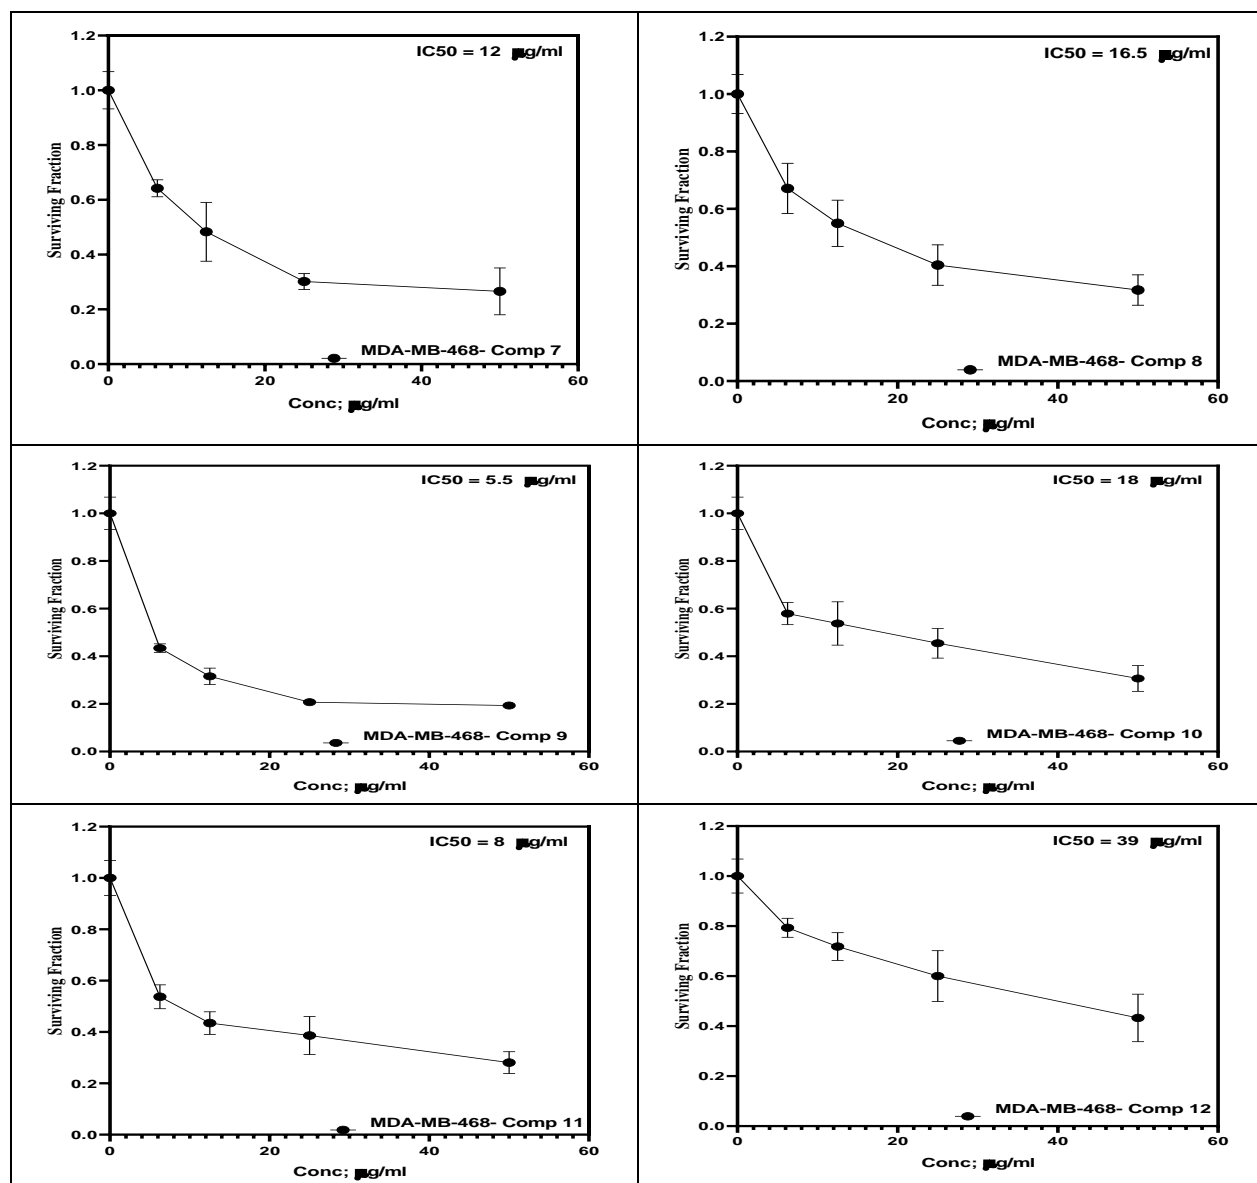 1.2
IC50 = 12 µg/ml
1.0
0.8
0.6
0.4
0.2
0.0
Surviving Fraction
MDA-MB-468- Comp 7
0 20 40 60
Conc; µg/ml
1.2
IC50 = 16.5 µg/ml
1.0
0.8
0.6
0.4
0.2
0.0
Surviving Fraction
MDA-MB-468- Comp 8
0 20 40 60
Conc; µg/ml
1.2
IC50 = 5.5 µg/ml
1.0
0.8
0.6
0.4
0.2
0.0
Surviving Fraction
MDA-MB-468- Comp 9
0 20 40 60
Conc; µg/ml
1.2
IC50 = 18 µg/ml
1.0
0.8
0.6
0.4
0.2
0.0
Surviving Fraction
MDA-MB-468- Comp 10
0 20 40 60
Conc; µg/ml
1.2
IC50 = 8 µg/ml
1.0
0.8
0.6
0.4
0.2
0.0
Surviving Fraction
MDA-MB-468- Comp 11
0 20 40 60
Conc; µg/ml
1.2
IC50 = 39 µg/ml
1.0
0.8
0.6
0.4
0.2
0.0
Surviving Fraction
MDA-MB-468- Comp 12
0 20 40 60
Conc; µg/ml